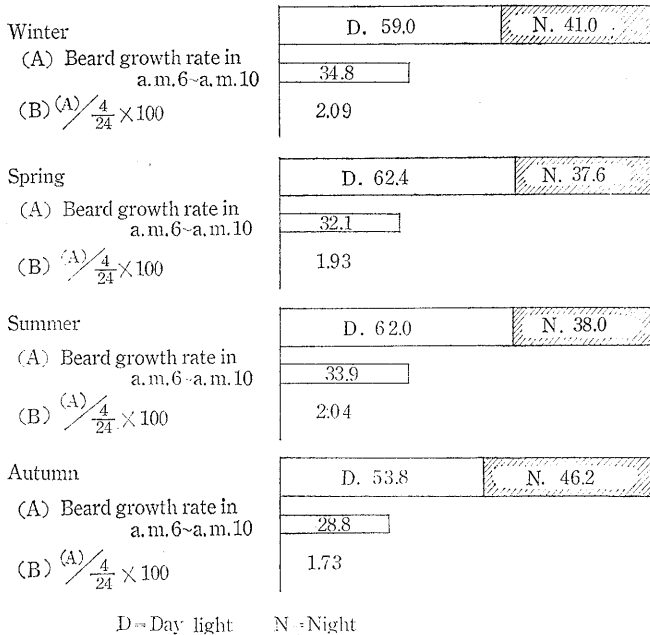 Winter
D. 59.0 N. 41.0
(A) Beard growth rate in
a.m.6~a.m.10
34.8
(B) (A)/4/24 ×100
2.09
Spring
D. 62.4 N. 37.6
(A) Beard growth rate in
a.m.6~a.m.10
32.1
(B) (A)/4/24 ×100
1.93
Summer
D. 62.0 N. 38.0
(A) Beard growth rate in
a.m.6~a.m.10
33.9
(B) (A)/4/24 ×100
2.04
Autumn
D. 53.8 N. 46.2
(A) Beard growth rate in
a.m.6~a.m.10
28.8
(B) (A)/4/24 ×100
1.73
D=Day light N=Night